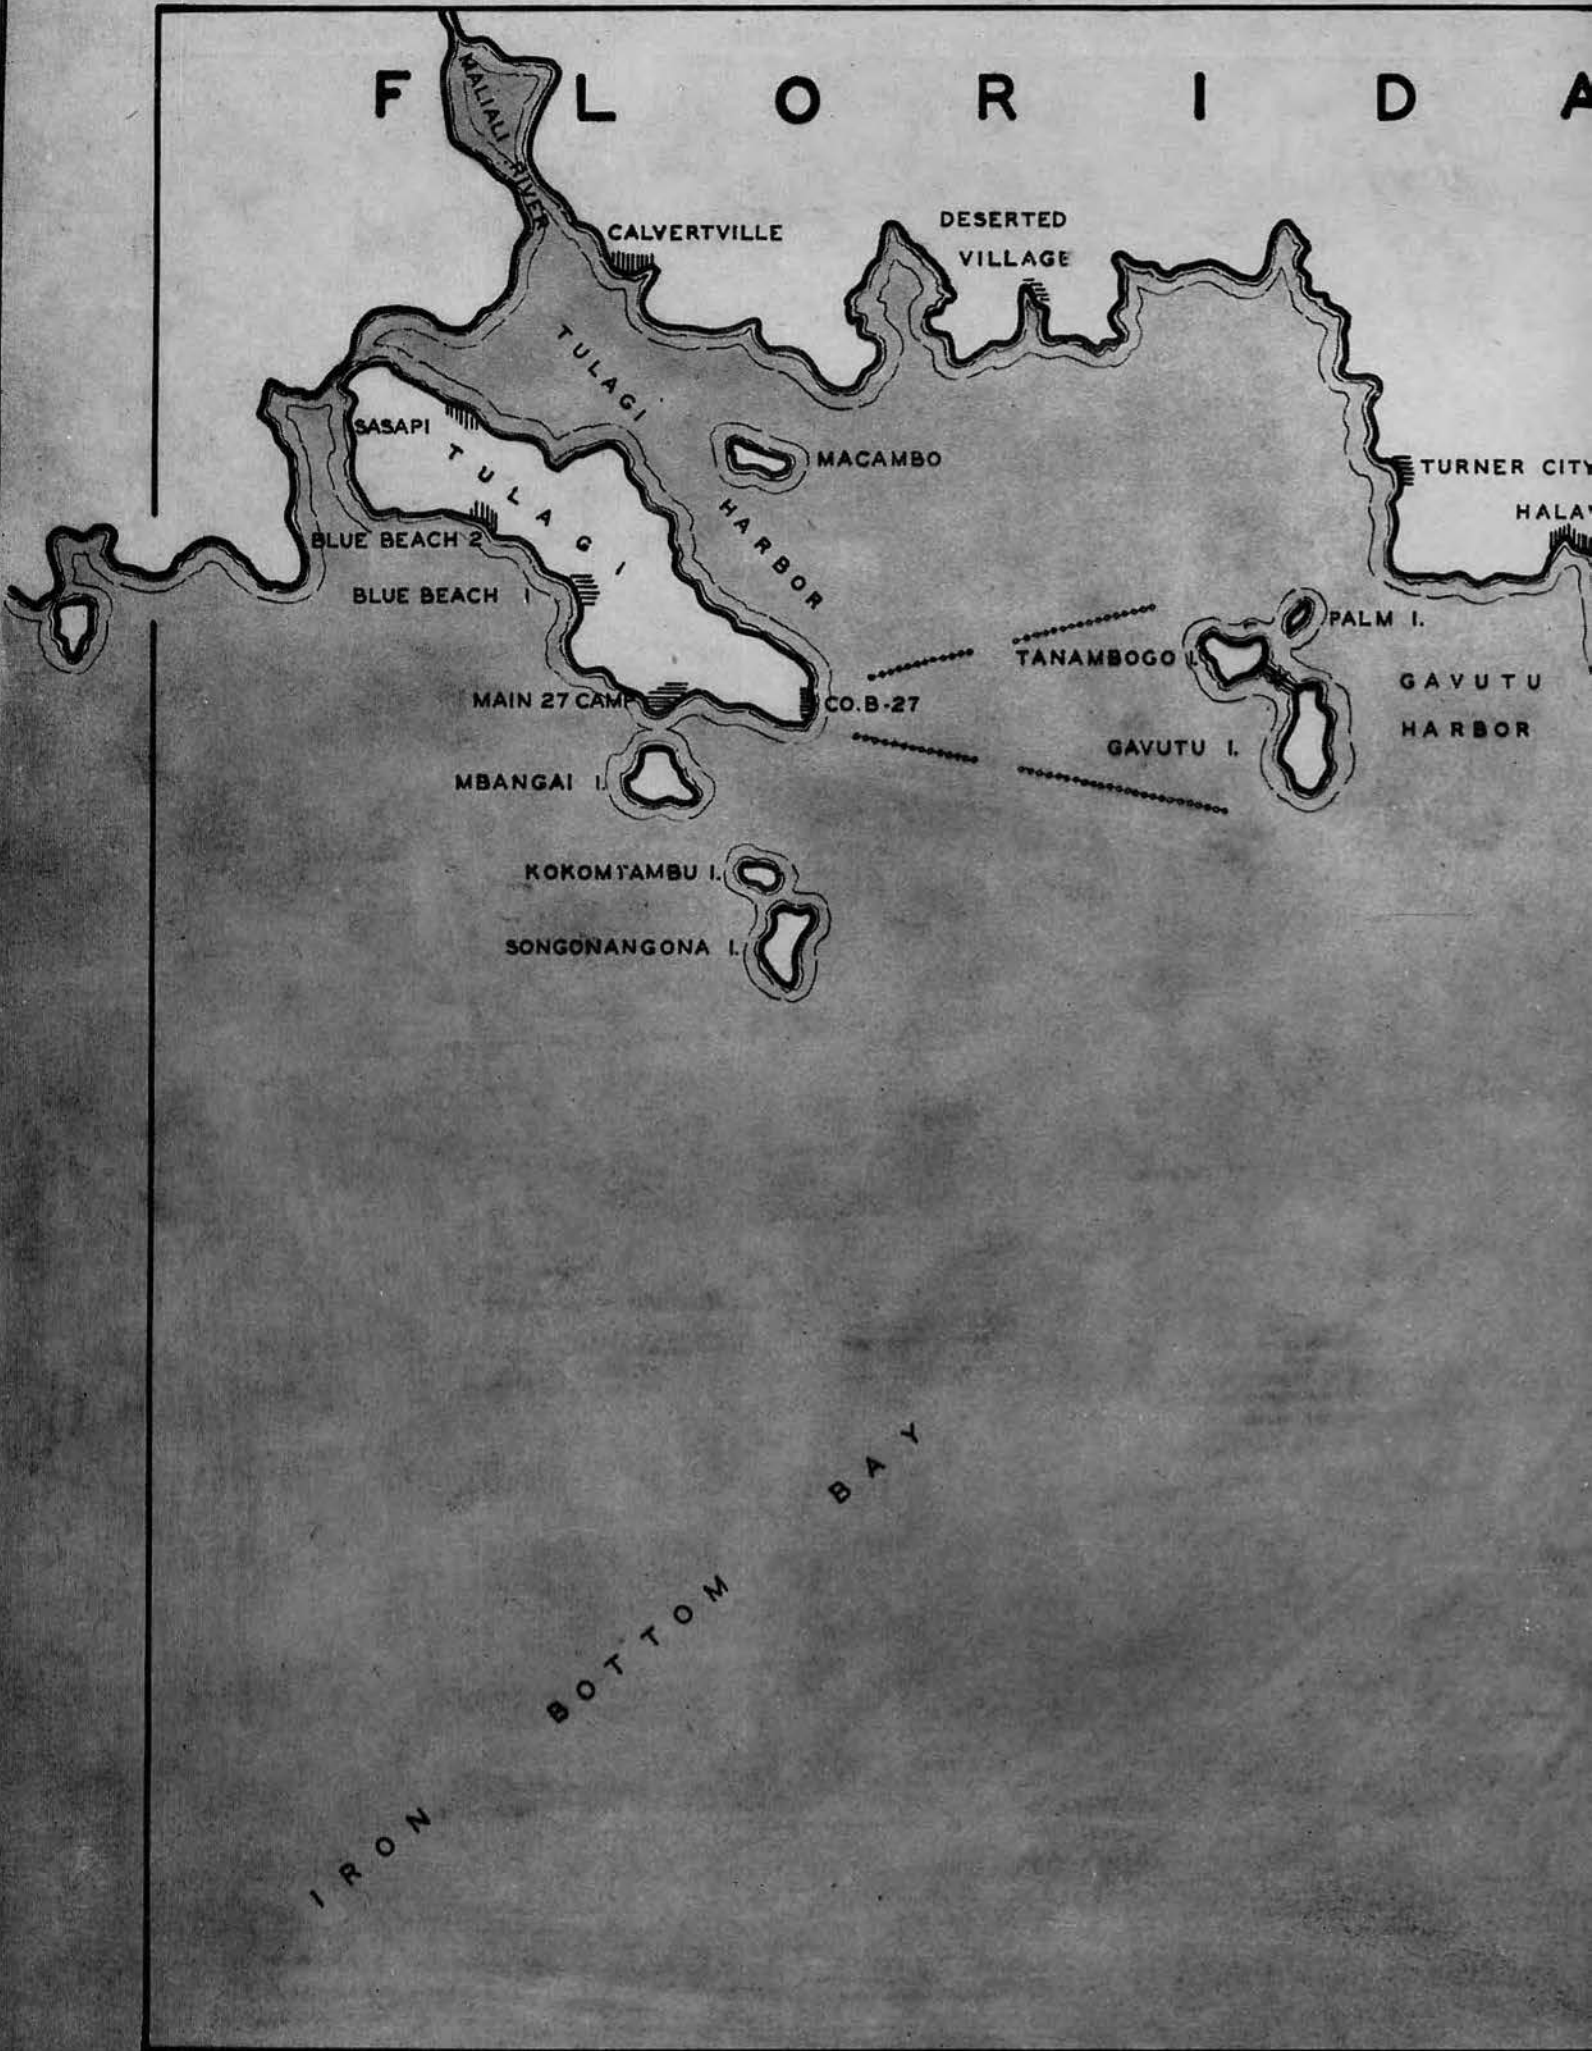 FLORIDA
MALIALI RIVER
CALVERTVILLE
DESERTED
VILLAGE
TULAGI
HARBOR
SASAPI
TULAGI
MACAMBO
TURNER CITY
BLUE BEACH 2
BLUE BEACH 1
PALM I.
TANAMBOGO I.
GAVUTU
HARBOR
MAIN 27 CAMP
CO.B-27
GAVUTU I.
MBANGAI I.
KOKOMTAMBU I.
SONGONANGONA I.
IRON BOTTOM BAY